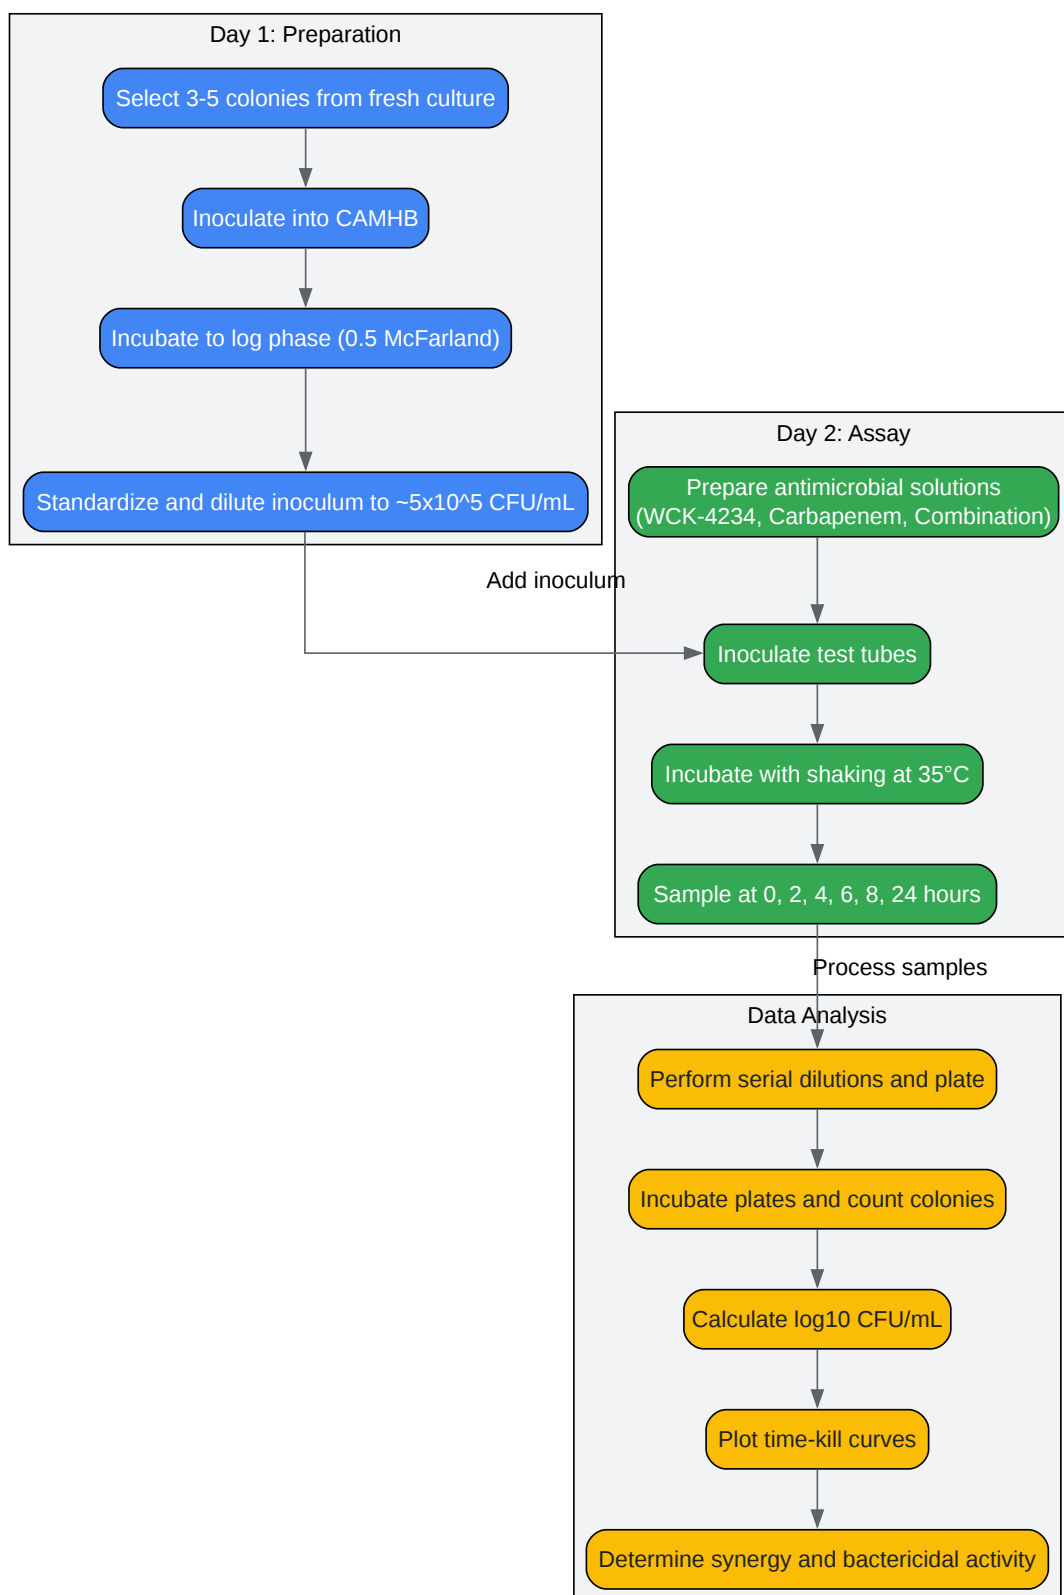 Day 1: Preparation
Select 3-5 colonies from fresh culture
Inoculate into CAMHB
Incubate to log phase (0.5 McFarland)
Standardize and dilute inoculum to ~5x10^5 CFU/mL
Add inoculum
Day 2: Assay
Prepare antimicrobial solutions
(WCK-4234, Carbapenem, Combination)
Inoculate test tubes
Incubate with shaking at 35°C
Sample at 0, 2, 4, 6, 8, 24 hours
Process samples
Data Analysis
Perform serial dilutions and plate
Incubate plates and count colonies
Calculate log10 CFU/mL
Plot time-kill curves
Determine synergy and bactericidal activity